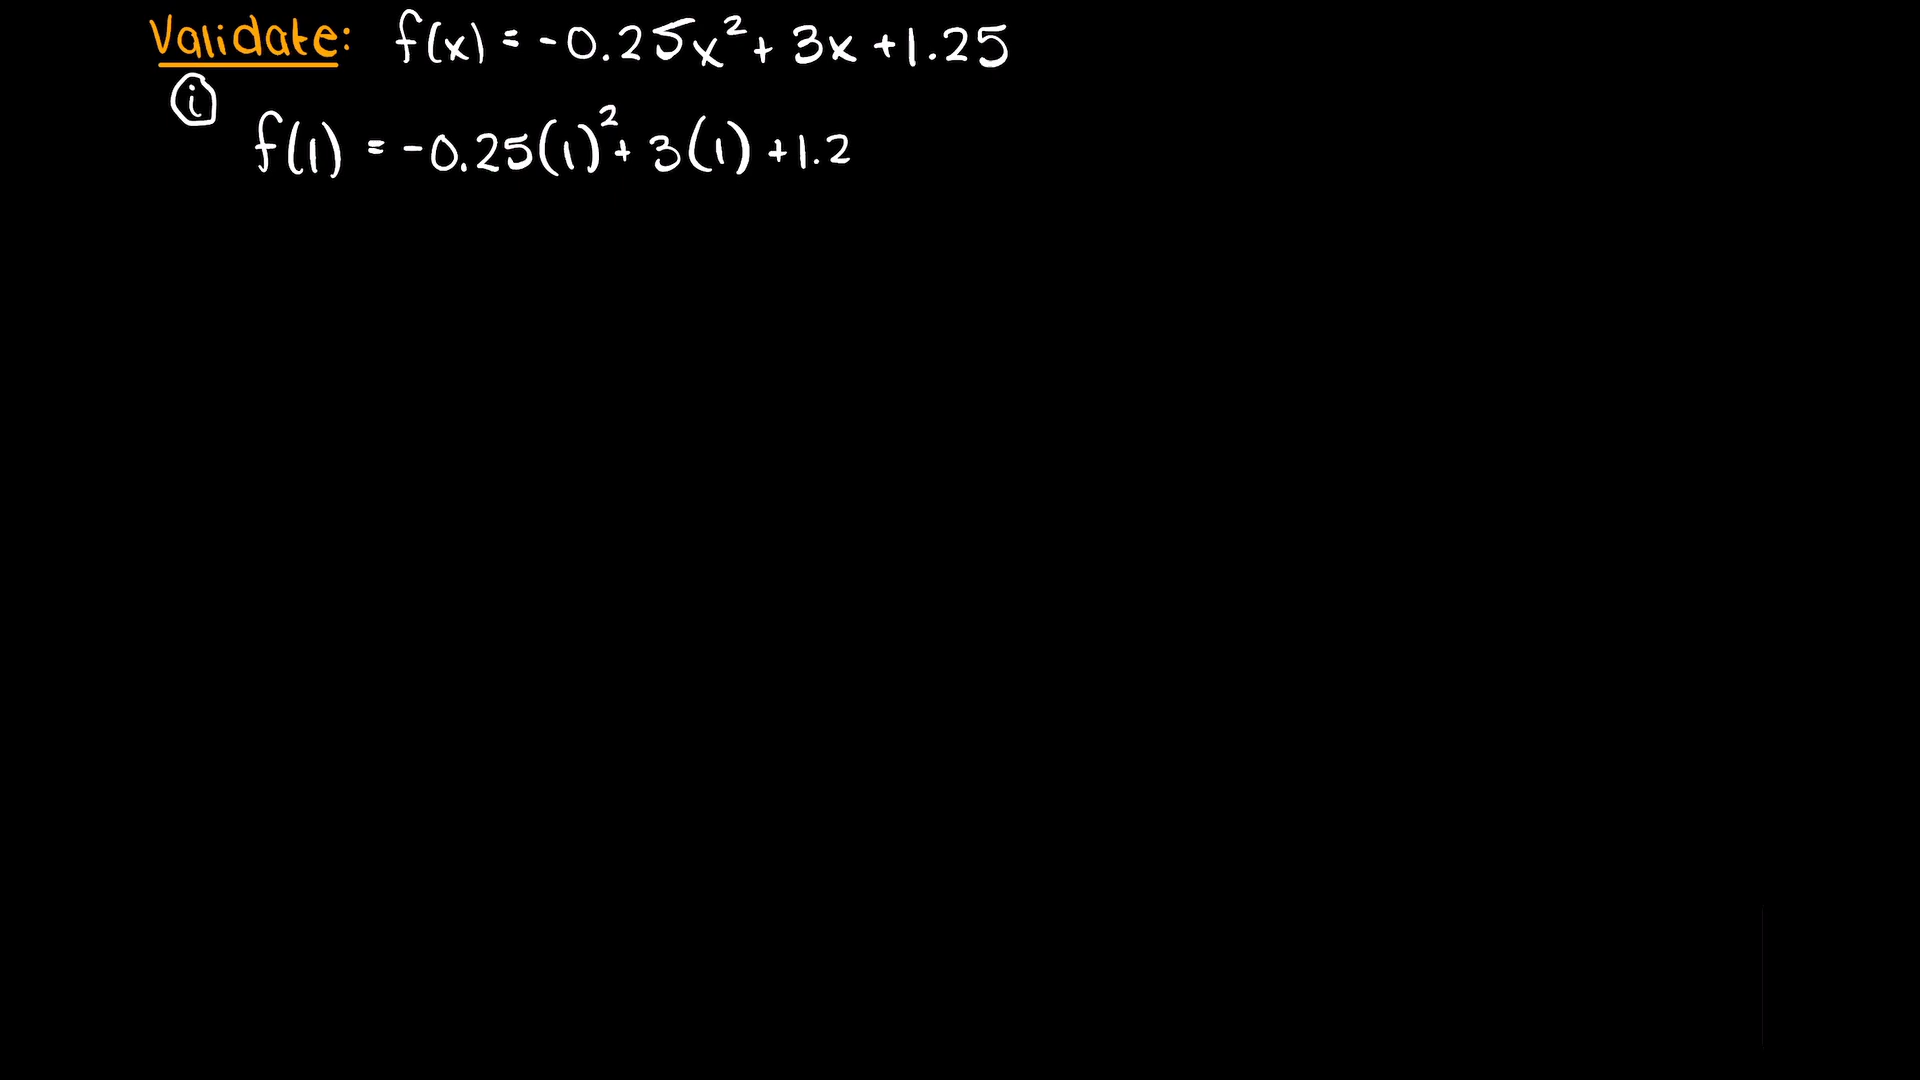 Validate: f(x) = -0.25x² + 3x + 1.25
ⓘ
f(1) = -0.25(1)² + 3(1) + 1.2